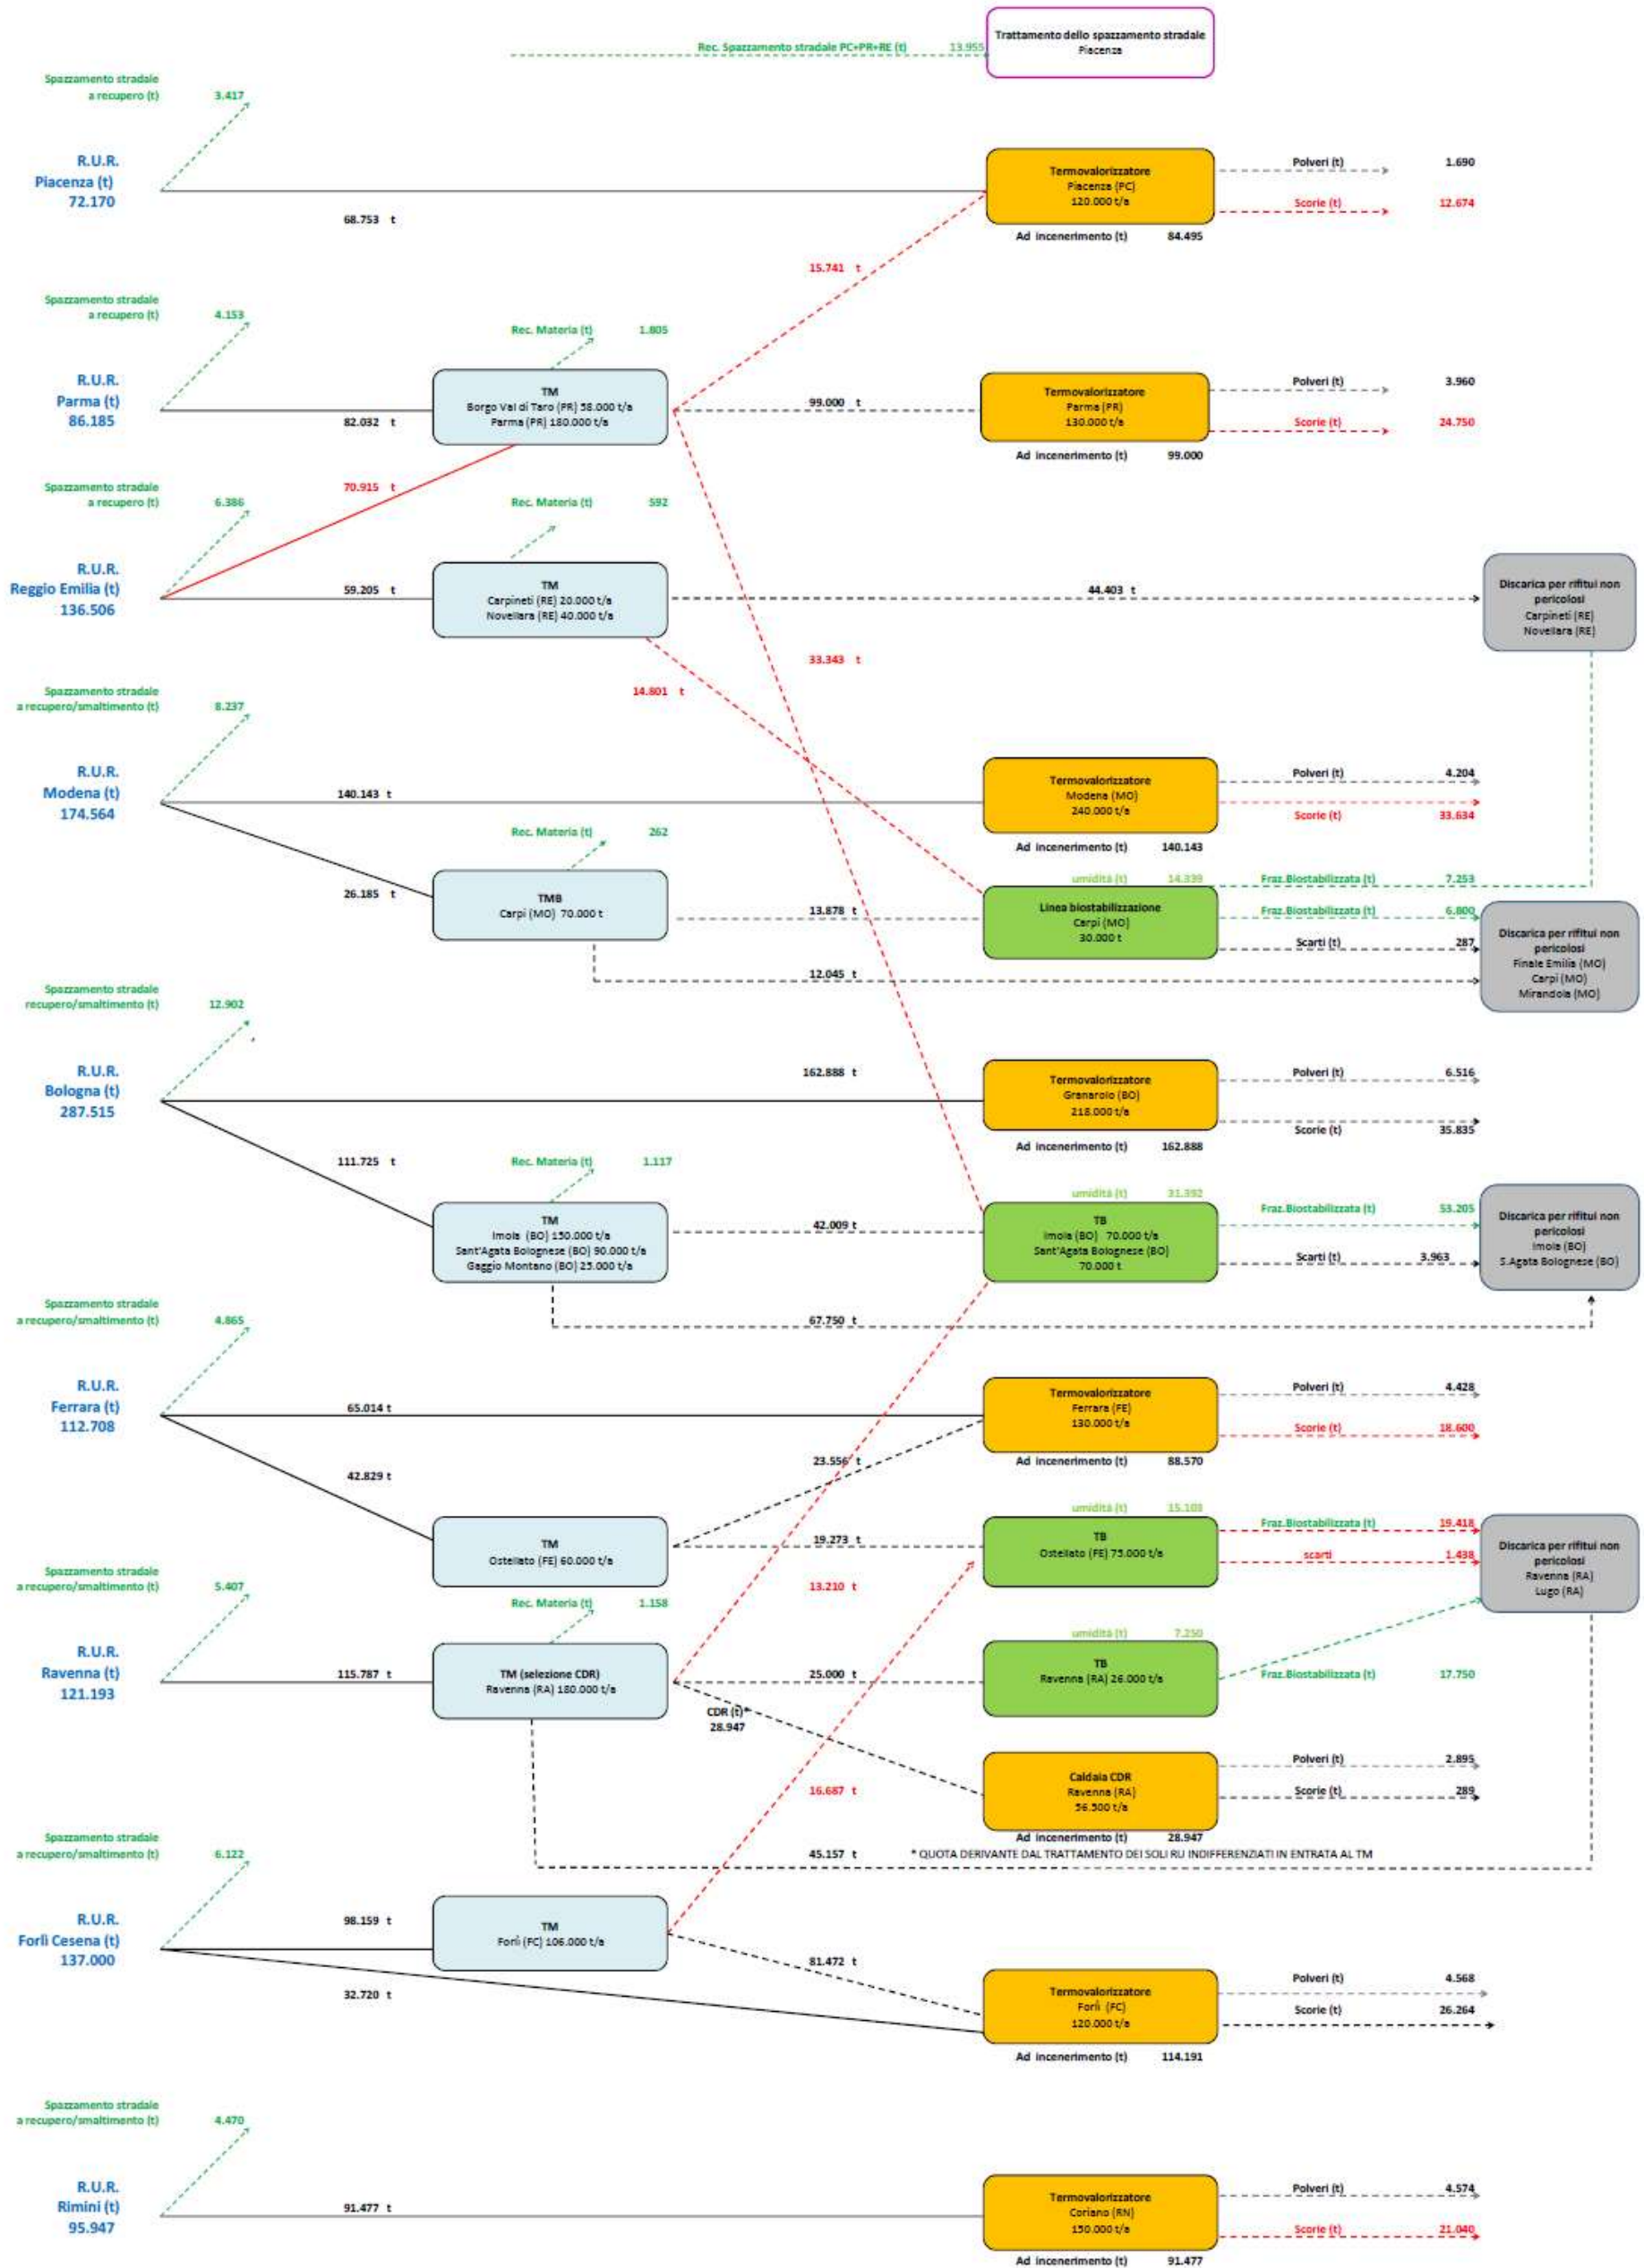 Trattamento dello spazzamento stradale
Piacenza
Rec. Spazzamento stradale PC+PR+RE (t) 13.955
Spazzamento stradale
a recupero (t) 3.417
R.U.R.
Piacenza (t)
72.170
68.753 t
Termovalorizzatore
Piacenza (PC)
120.000 t/a
Ad incenerimento (t) 84.495
Polveri (t) 1.690
Scorie (t) 12.674
15.741 t
Spazzamento stradale
a recupero (t) 4.153
R.U.R.
Parma (t)
86.185
82.032 t
Rec. Materia (t) 1.805
TM
Borgo Val di Taro (PR) 58.000 t/a
Parma (PR) 180.000 t/a
99.000 t
Termovalorizzatore
Parma (PR)
130.000 t/a
Ad incenerimento (t) 99.000
Polveri (t) 3.960
Scorie (t) 24.750
Spazzamento stradale
a recupero (t) 6.386
70.915 t
R.U.R.
Reggio Emilia (t)
136.506
59.205 t
Rec. Materia (t) 592
TM
Carpineti (RE) 20.000 t/a
Novellara (RE) 40.000 t/a
44.403 t
Discarica per rifitui non
pericolosi
Carpineti (RE)
Novellara (RE)
33.343 t
14.801 t
Spazzamento stradale
a recupero/smaltimento (t) 8.237
R.U.R.
Modena (t)
174.564
140.143 t
Termovalorizzatore
Modena (MO)
240.000 t/a
Ad incenerimento (t) 140.143
Polveri (t) 4.204
Scorie (t) 33.634
26.185 t
Rec. Materia (t) 262
TMB
Carpi (MO) 70.000 t
13.878 t
12.045 t
umidità (t) 14.339
Linea biostabilizzazione
Carpi (MO)
30.000 t
Fraz.Biostabilizzata (t) 7.253
Fraz.Biostabilizzata (t) 6.800
Scarti (t) 287
Discarica per rifitui non
pericolosi
Finale Emilia (MO)
Carpi (MO)
Mirandola (MO)
Spazzamento stradale
recupero/smaltimento (t) 12.902
R.U.R.
Bologna (t)
287.515
162.888 t
Termovalorizzatore
Granarolo (BO)
218.000 t/a
Ad incenerimento (t) 162.888
Polveri (t) 6.516
Scorie (t) 35.835
111.725 t
Rec. Materia (t) 1.117
TM
Imola (BO) 150.000 t/a
Sant'Agata Bolognese (BO) 90.000 t/a
Gaggio Montano (BO) 25.000 t/a
42.009 t
67.750 t
umidità (t) 31.392
TB
Imola (BO) 70.000 t/a
Sant'Agata Bolognese (BO)
70.000 t
Fraz.Biostabilizzata (t) 53.205
Scarti (t) 3.963
Discarica per rifitui non
pericolosi
Imola (BO)
S.Agata Bolognese (BO)
Spazzamento stradale
a recupero/smaltimento (t) 4.865
R.U.R.
Ferrara (t)
112.708
65.014 t
Termovalorizzatore
Ferrara (FE)
130.000 t/a
Ad incenerimento (t) 88.570
Polveri (t) 4.428
Scorie (t) 18.600
42.829 t
23.556 t
TM
Ostellato (FE) 60.000 t/a
19.273 t
umidità (t) 15.103
TB
Ostellato (FE) 75.000 t/a
Fraz.Biostabilizzata (t) 19.418
scarti 1.438
Discarica per rifitui non
pericolosi
Ravenna (RA)
Lugo (RA)
Spazzamento stradale
a recupero/smaltimento (t) 5.407
13.210 t
Rec. Materia (t) 1.158
R.U.R.
Ravenna (t)
121.193
115.787 t
TM (selezione CDR)
Ravenna (RA) 180.000 t/a
25.000 t
umidità (t) 7.250
TB
Ravenna (RA) 26.000 t/a
Fraz.Biostabilizzata (t) 17.750
CDR (t)*
28.947
16.687 t
Caldaia CDR
Ravenna (RA)
56.500 t/a
Ad incenerimento (t) 28.947
Polveri (t) 2.895
Scorie (t) 289
45.157 t
* QUOTA DERIVANTE DAL TRATTAMENTO DEI SOLI RU INDIFFERENZIATI IN ENTRATA AL TM
Spazzamento stradale
a recupero/smaltimento (t) 6.122
R.U.R.
Forlì Cesena (t)
137.000
98.159 t
32.720 t
TM
Forlì (FC) 106.000 t/a
81.472 t
Termovalorizzatore
Forlì (FC)
120.000 t/a
Ad incenerimento (t) 114.191
Polveri (t) 4.568
Scorie (t) 26.264
Spazzamento stradale
a recupero/smaltimento (t) 4.470
R.U.R.
Rimini (t)
95.947
91.477 t
Termovalorizzatore
Coriano (RN)
150.000 t/a
Ad incenerimento (t) 91.477
Polveri (t) 4.574
Scorie (t) 21.040